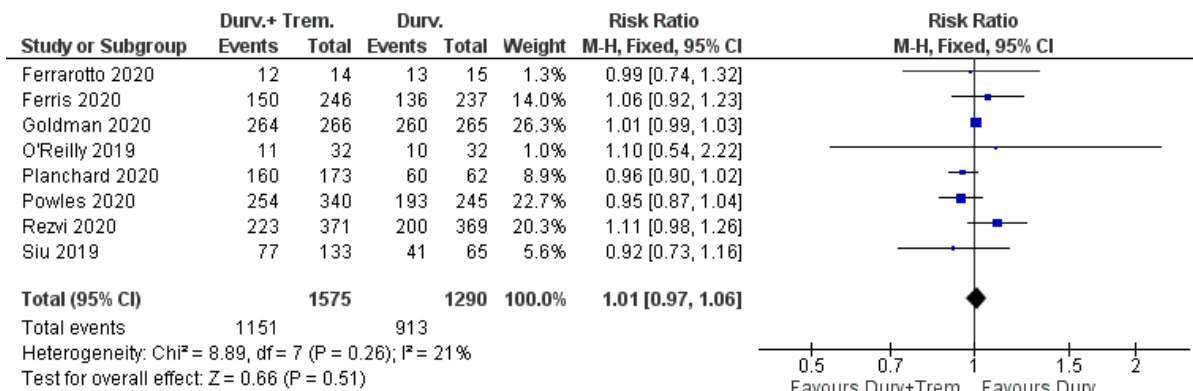 Durv.+ Trem. Durv. Risk Ratio Risk Ratio
Study or Subgroup Events Total Events Total Weight M-H, Fixed, 95% CI M-H, Fixed, 95% CI
Ferrarotto 2020 12 14 13 15 1.3% 0.99 [0.74, 1.32]
Ferris 2020 150 246 136 237 14.0% 1.06 [0.92, 1.23]
Goldman 2020 264 266 260 265 26.3% 1.01 [0.99, 1.03]
O'Reilly 2019 11 32 10 32 1.0% 1.10 [0.54, 2.22]
Planchard 2020 160 173 60 62 8.9% 0.96 [0.90, 1.02]
Powles 2020 254 340 193 245 22.7% 0.95 [0.87, 1.04]
Rezvi 2020 223 371 200 369 20.3% 1.11 [0.98, 1.26]
Siu 2019 77 133 41 65 5.6% 0.92 [0.73, 1.16]
Total (95% CI) 1575 1290 100.0% 1.01 [0.97, 1.06]
Total events 1151 913
Heterogeneity: Chi² = 8.89, df = 7 (P = 0.26); I² = 21%
Test for overall effect: Z = 0.66 (P = 0.51)
0.5 0.7 1 1.5 2
Favours Durv+Trem Favours Durv